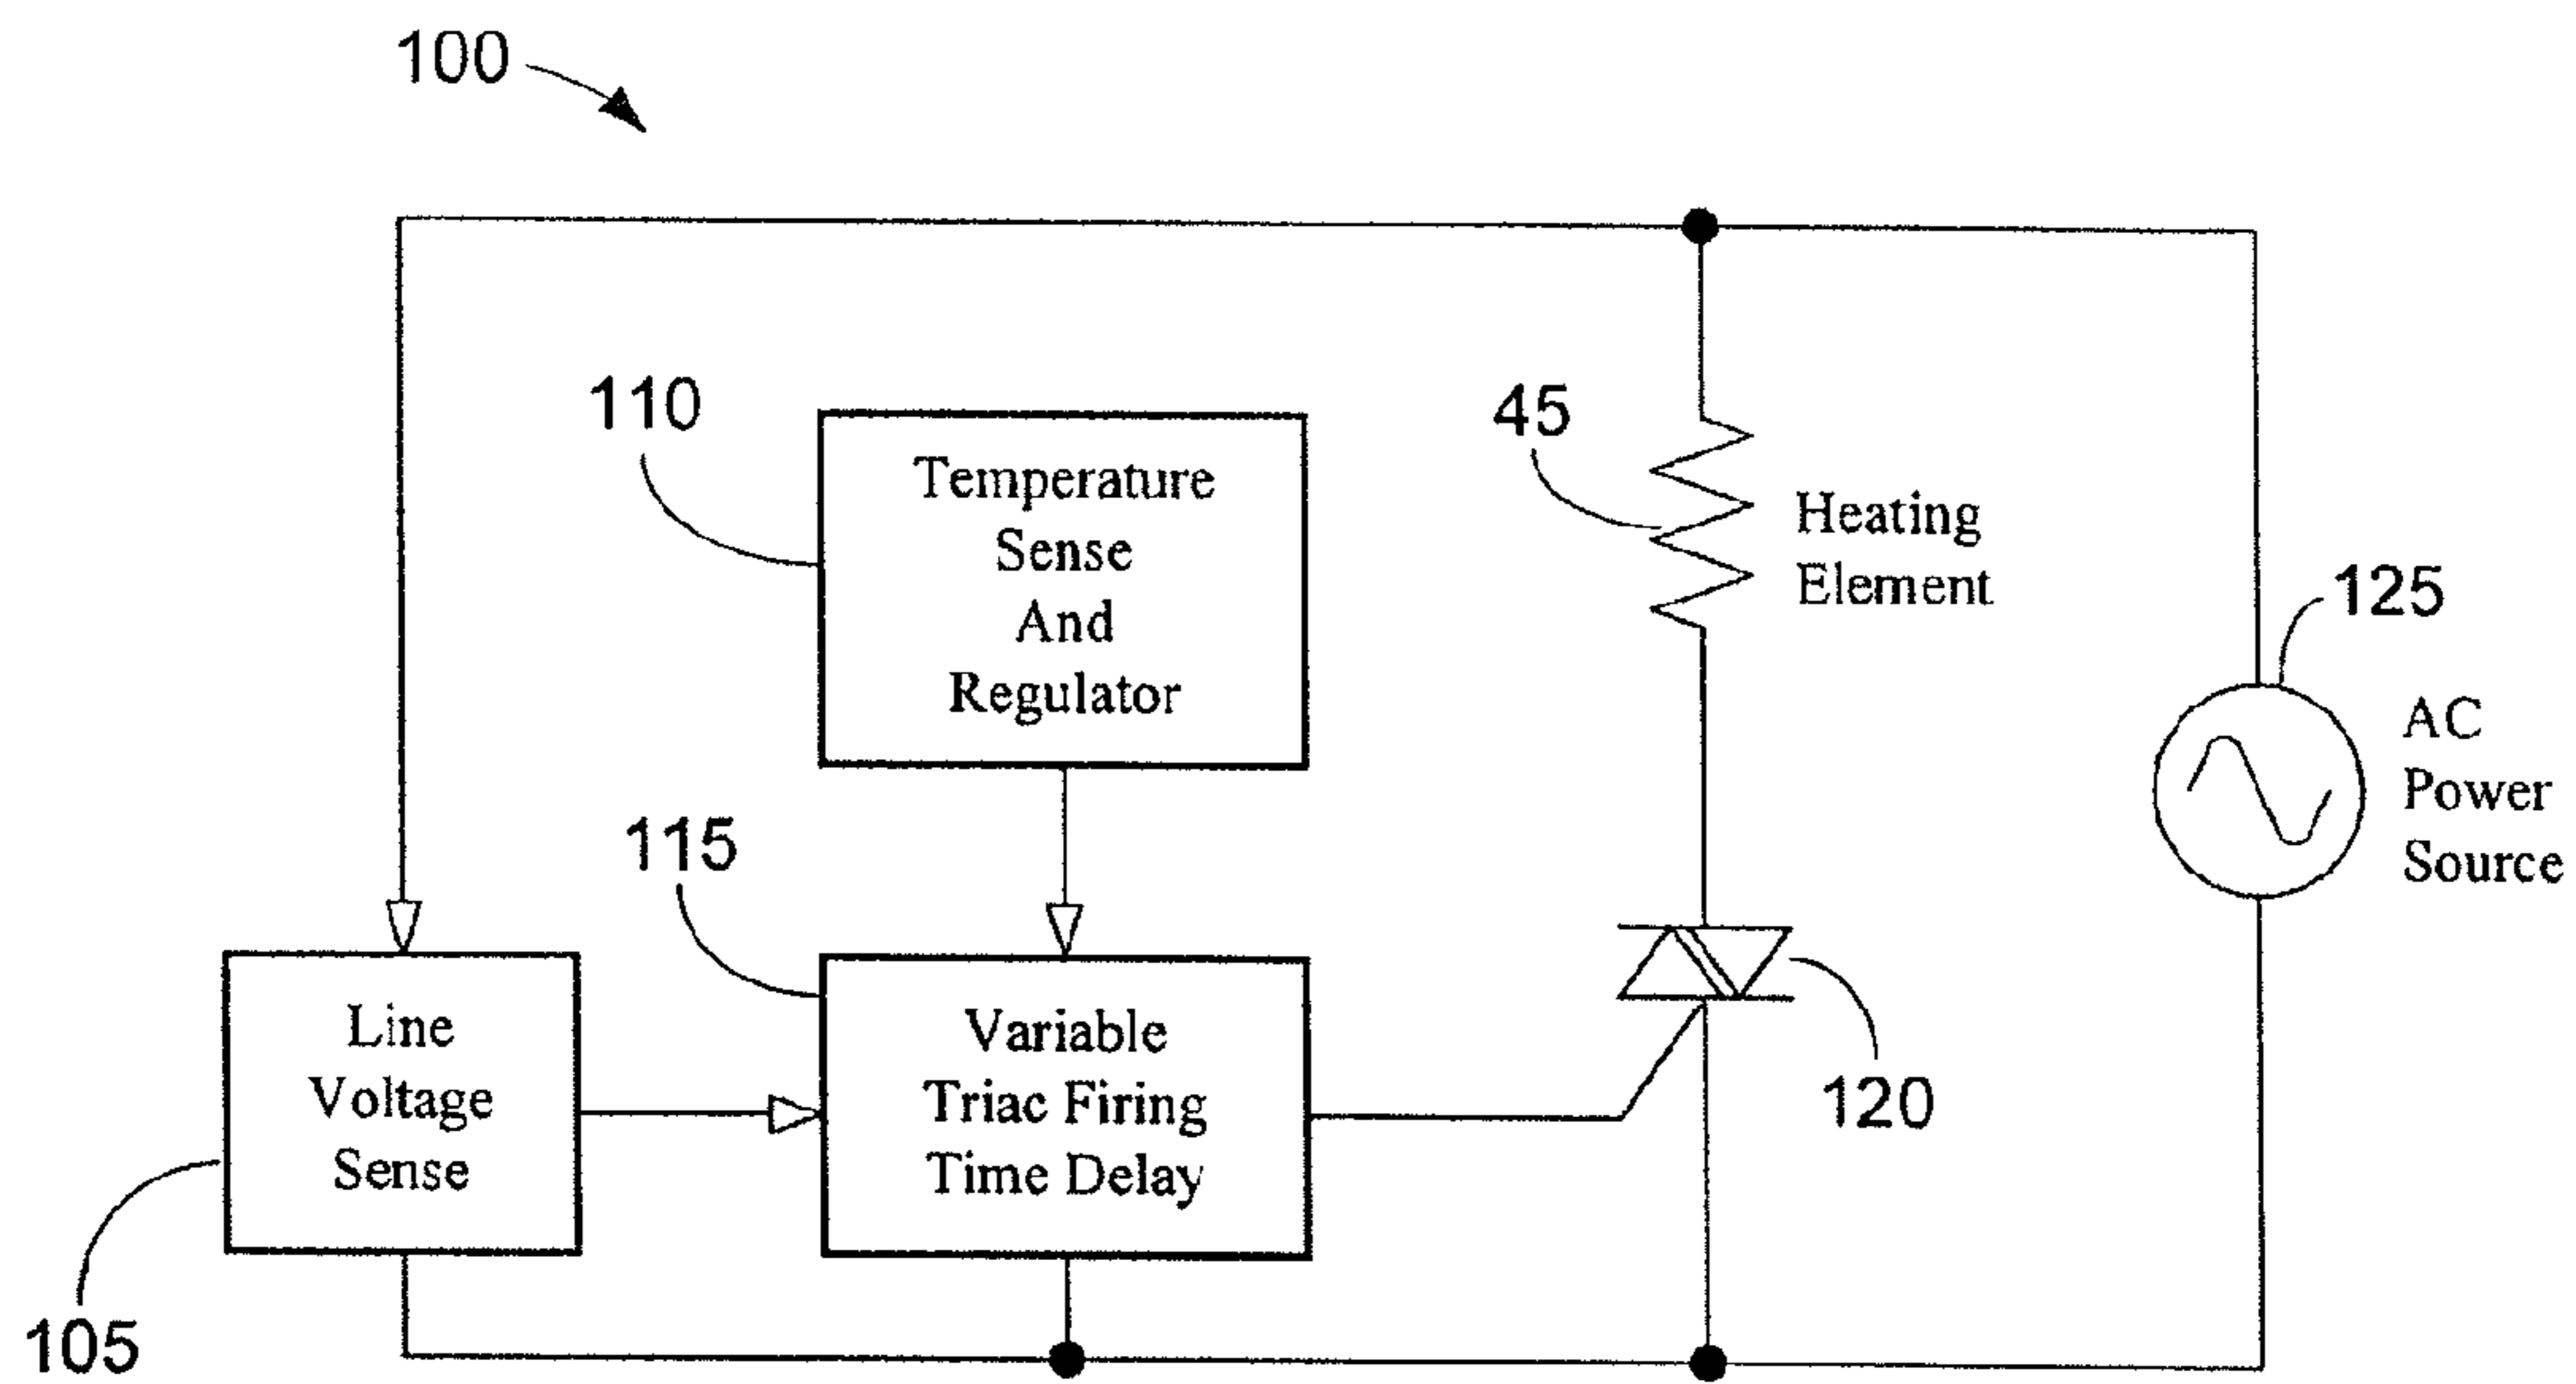 100
110
Temperature
Sense
And
Regulator
45
Heating
Element
125
AC
Power
Source
115
Line
Voltage
Sense
Variable
Triac Firing
Time Delay
120
105